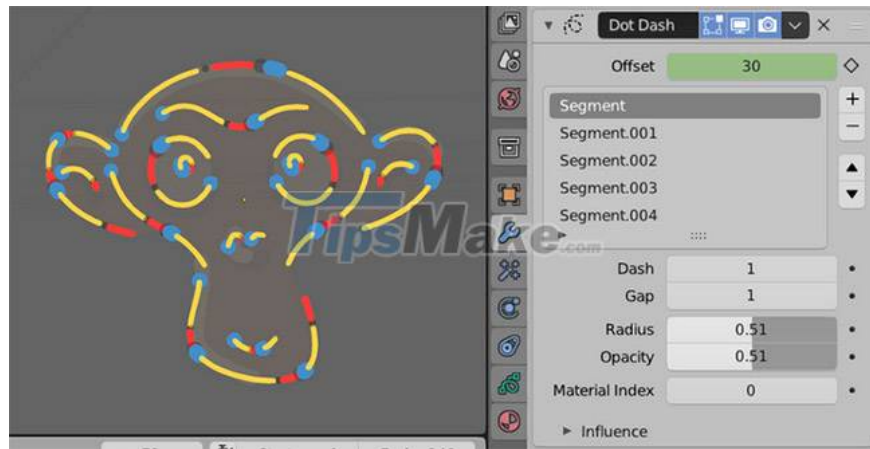 Dot Dash
Offset 30
Segment
Segment.001
Segment.002
Segment.003
Segment.004
TipsMake.com
Dash 1
Gap 1
Radius 0.51
Opacity 0.51
Material Index 0
Influence